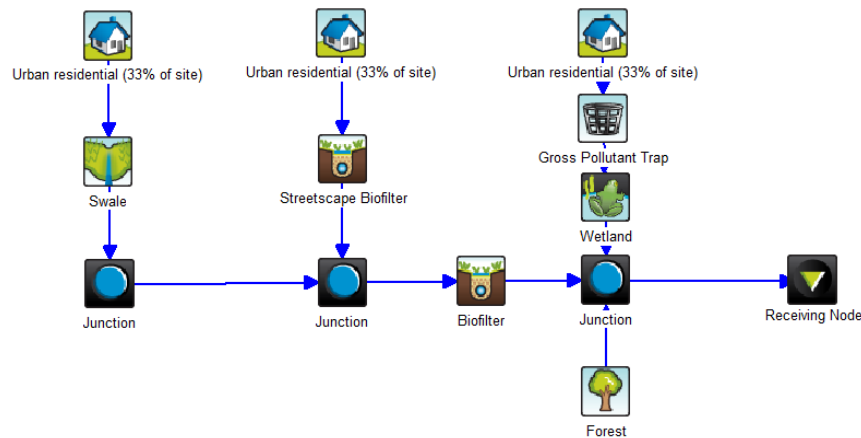 Urban residential (33% of site)
Urban residential (33% of site)
Urban residential (33% of site)
Gross Pollutant Trap
Swale
Streetscape Biofilter
Wetland
Junction
Junction
Biofilter
Junction
Receiving Node
Forest